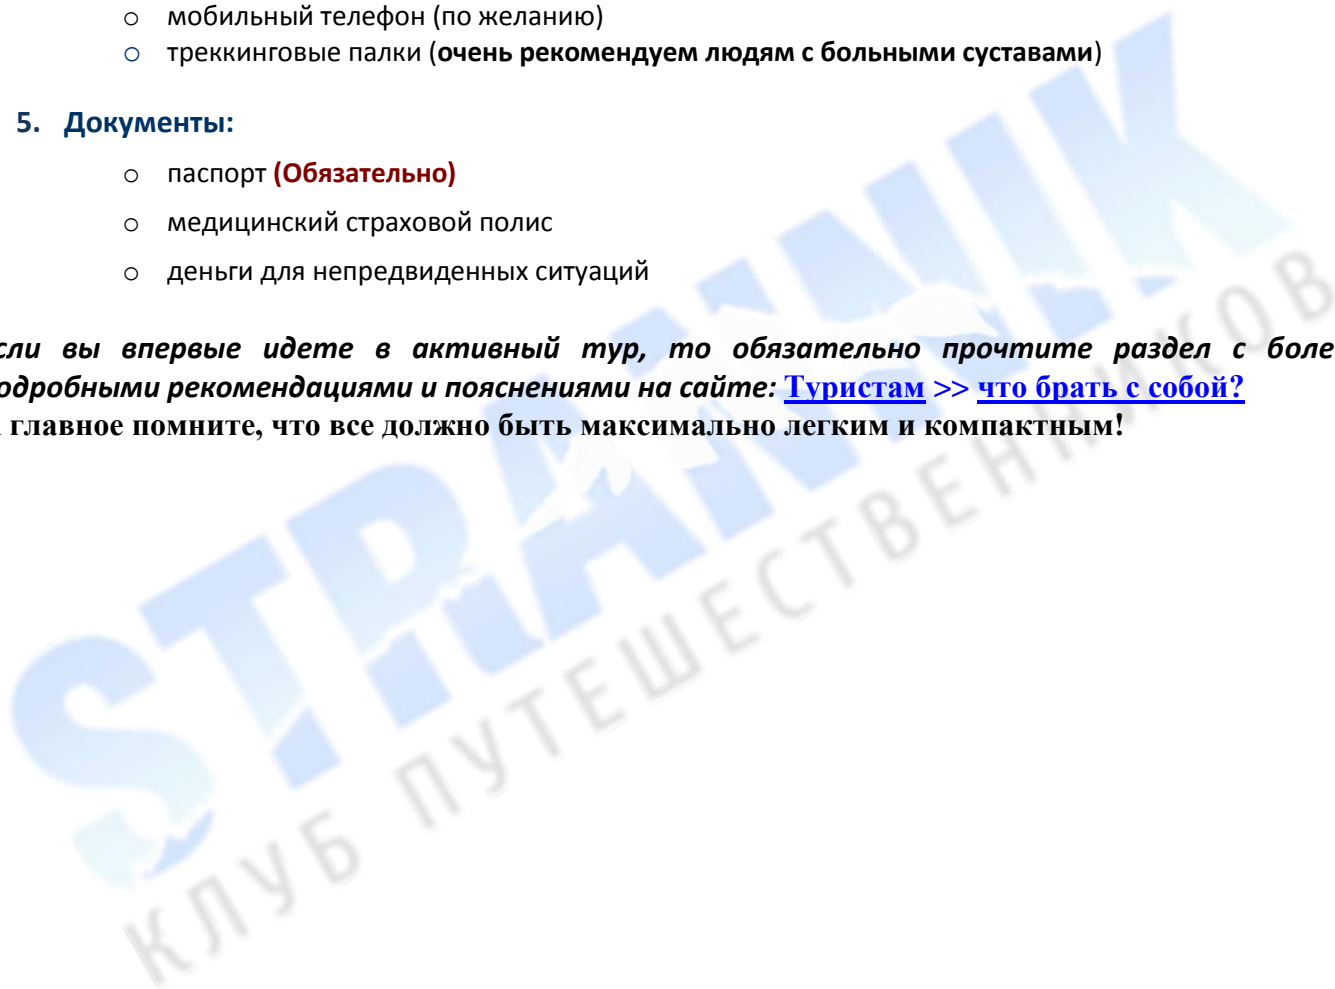 o мобильный телефон (по желанию)
o треккинговые палки (очень рекомендуем людям с больными суставами)
5. Документы:
o паспорт (Обязательно)
o медицинский страховой полис
o деньги для непредвиденных ситуаций
сли вы впервые идете в активный тур, то обязательно прочтите раздел с боле
одробными рекомендациями и пояснениями на сайте: Туристам >> что брать с собой?
главное помните, что все должно быть максимально легким и компактным!
STRANNIK
КЛУБ ПУТЕШЕСТВЕННИКОВ